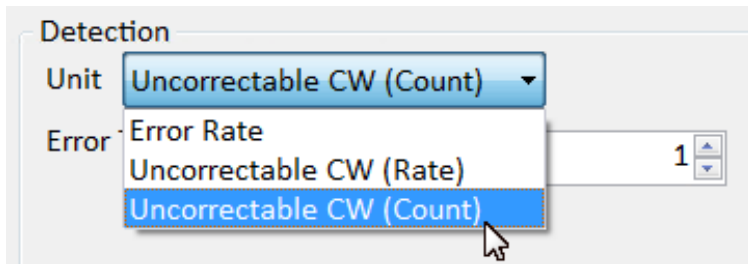 Detection
Unit Uncorrectable CW (Count)
Error Rate
Error
Uncorrectable CW (Rate)
1
Uncorrectable CW (Count)